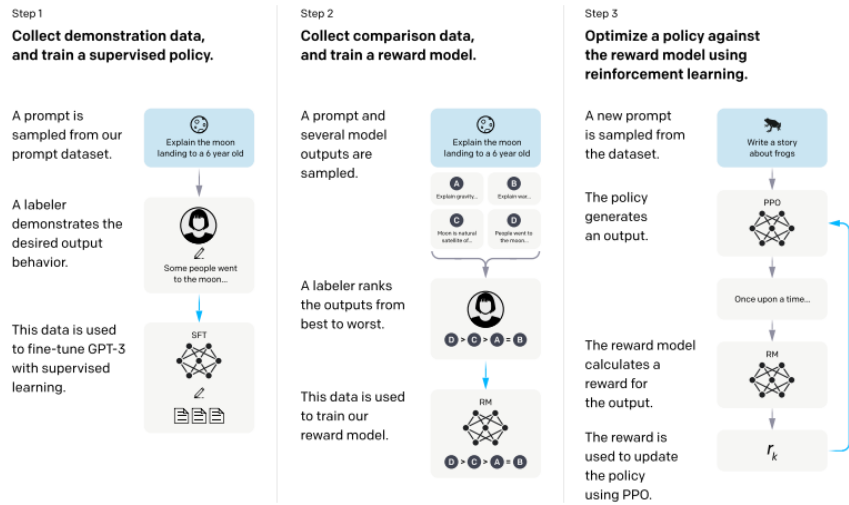 Step 1
Collect demonstration data,
and train a supervised policy.
A prompt is
sampled from our
prompt dataset.
Explain the moon
landing to a 6 year old
A labeler
demonstrates the
desired output
behavior.
Some people went
to the moon...
This data is used
to fine-tune GPT-3
with supervised
learning.
SFT
Step 2
Collect comparison data,
and train a reward model.
A prompt and
several model
outputs are
sampled.
Explain the moon
landing to a 6 year old
A
Explain gravity...
B
Explain war...
C
Moon is natural
satellite of...
D
People went to
the moon...
A labeler ranks
the outputs from
best to worst.
D > C > A = B
This data is used
to train our
reward model.
RM
D > C > A = B
Step 3
Optimize a policy against
the reward model using
reinforcement learning.
A new prompt
is sampled from
the dataset.
Write a story
about frogs
The policy
generates
an output.
PPO
Once upon a time...
The reward model
calculates a
reward for
the output.
RM
The reward is
used to update
the policy
using PPO.
r_k